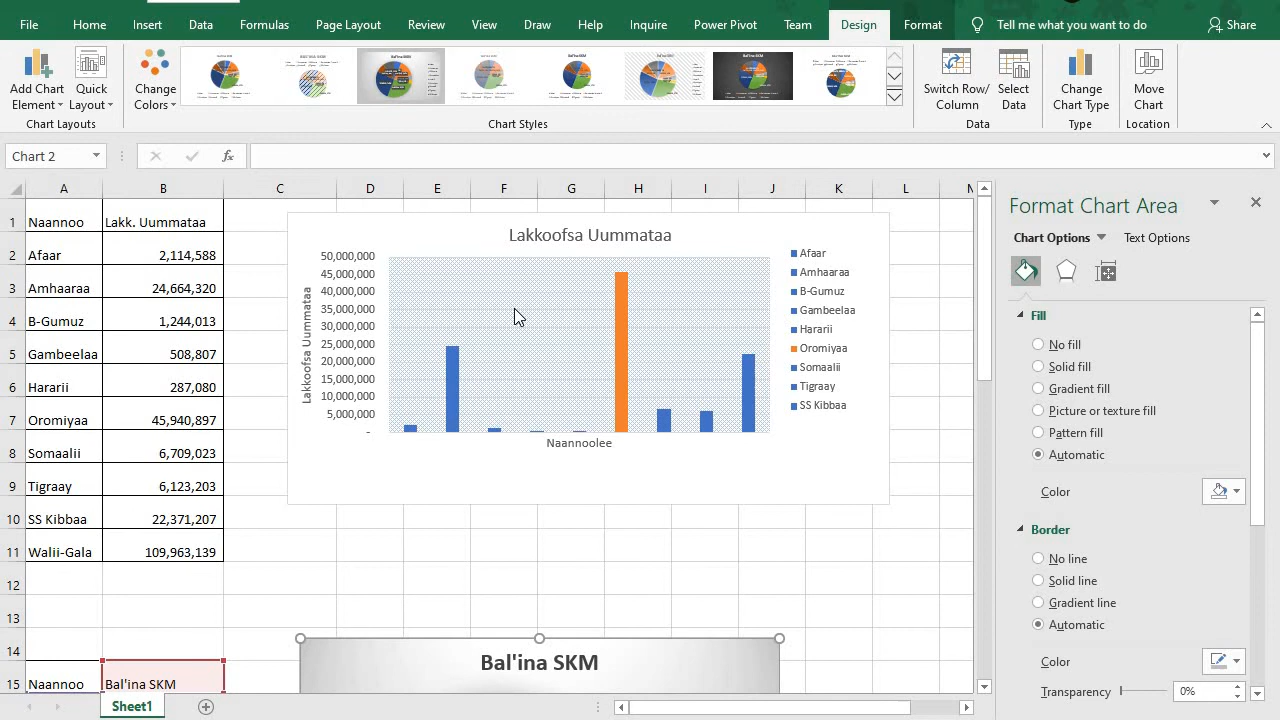 File Home Insert Data Formulas Page Layout Review View Draw Help Inquire Power Pivot Team Design Format Tell me what you want to do Share
Add Chart Element
Quick Layout
Change Colors
Switch Row/ Column
Select Data
Change Chart Type
Move Chart
Chart Layouts Chart Styles Data Type Location
Chart 2 fx
A B C D E F G H I J K L
1 Naannoo Lakk. Uummataa
2 Afaar 2,114,588
3 Amhaaraa 24,664,320
4 B-Gumuz 1,244,013
5 Gambeelaa 508,807
6 Hararii 287,080
7 Oromiyaa 45,940,897
8 Somaalii 6,709,023
9 Tigraay 6,123,203
10 SS Kibbaa 22,371,207
11 Walii-Gala 109,963,139
12
13
14
15 Naannoo Bal'ina SKM
Lakkoofsa Uummataa
Lakkoofsa Uummataa
50,000,000
45,000,000
40,000,000
35,000,000
30,000,000
25,000,000
20,000,000
15,000,000
10,000,000
5,000,000
-
Naannoolee
Afaar
Amhaaraa
B-Gumuz
Gambeelaa
Hararii
Oromiyaa
Somaalii
Tigraay
SS Kibbaa
Bal'ina SKM
Format Chart Area
Chart Options Text Options
Fill
No fill
Solid fill
Gradient fill
Picture or texture fill
Pattern fill
Automatic
Color
Border
No line
Solid line
Gradient line
Automatic
Color
Transparency 0%
Sheet1